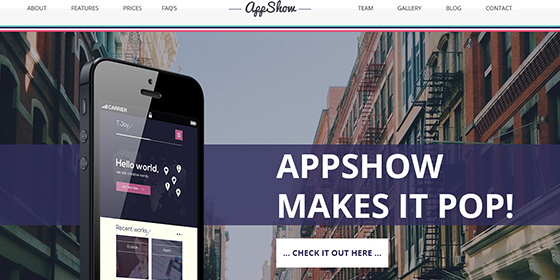 ABOUT FEATURES PRICES FAQ'S AppShow TEAM GALLERY BLOG CONTACT
CARRIER
T.Joy
Hello world,
APPSHOW
MAKES IT POP!
Recent works
... CHECK IT OUT HERE ...